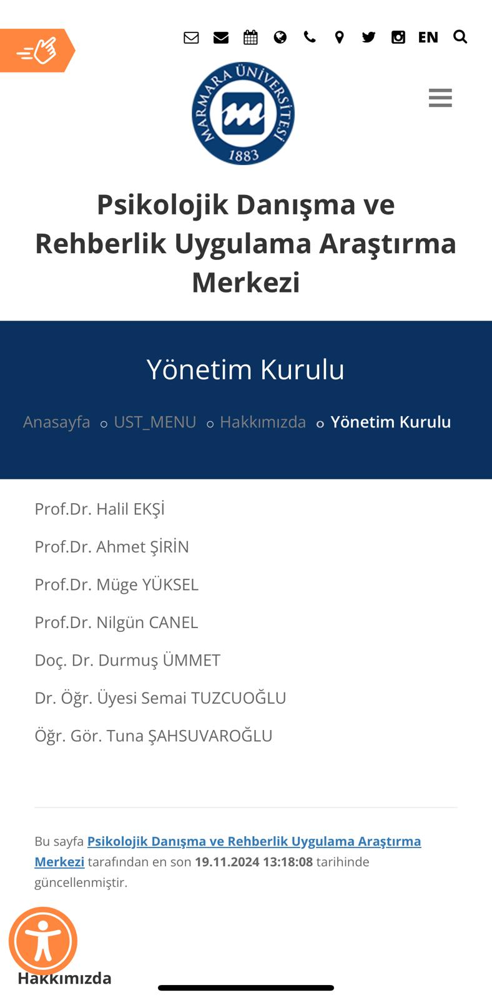 EN
MARMARA ÜNİVERSİTESİ
m
1883
Psikolojik Danışma ve
Rehberlik Uygulama Araştırma
Merkezi
Yönetim Kurulu
Anasayfa UST_MENU Hakkımızda Yönetim Kurulu
Prof.Dr. Halil EKŞİ
Prof.Dr. Ahmet ŞİRİN
Prof.Dr. Müge YÜKSEL
Prof.Dr. Nilgün CANEL
Doç. Dr. Durmuş ÜMMET
Dr. Öğr. Üyesi Semai TUZCUOĞLU
Öğr. Gör. Tuna ŞAHSUVAROĞLU
Bu sayfa Psikolojik Danışma ve Rehberlik Uygulama Araştırma
Merkezi tarafından en son 19.11.2024 13:18:08 tarihinde
güncellenmiştir.
Hakkımızda